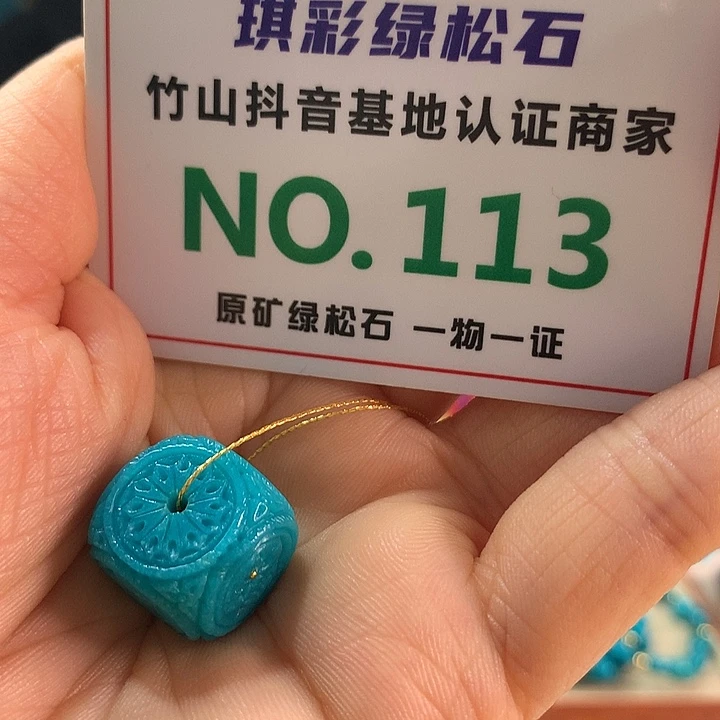 琪彩绿松石
竹山抖音基地认证商家
NO.113
原矿绿松石 一物一证